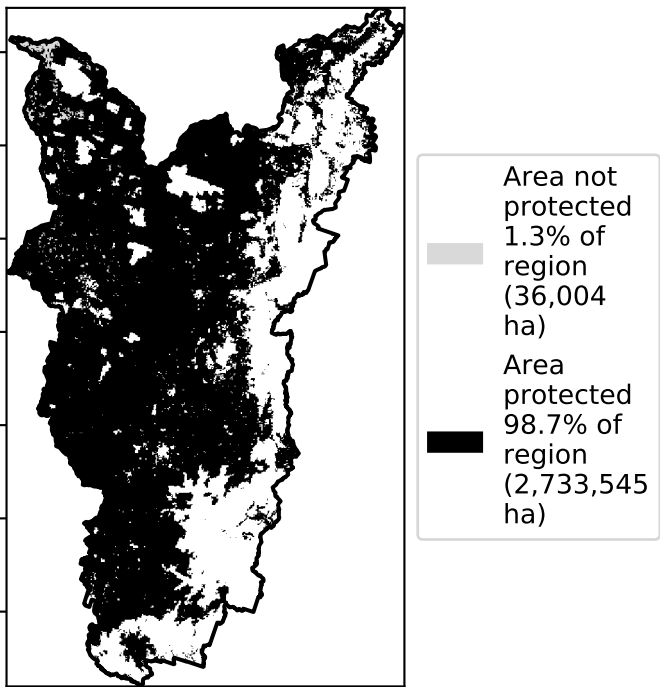 Area not
protected
1.3% of
region
(36,004
ha)
Area
protected
98.7% of
region
(2,733,545
ha)